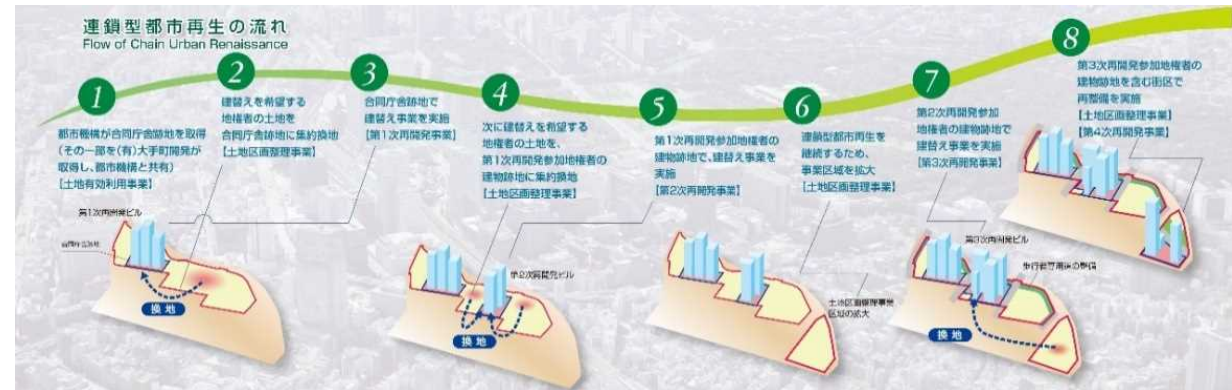 連鎖型都市再生の流れ
Flow of Chain Urban Renaissance
1
都市機構が合同庁舎跡地を取得
(その一部を(有)大手町開発が
取得し、都市機構と共有)
【土地有効利用事業】
2
建替えを希望する
地権者の土地を
合同庁舎跡地に集約換地
【土地区画整理事業】
3
合同庁舎跡地で
建替え事業を実施
【第1次再開発事業】
4
次に建替えを希望する
地権者の土地を、
第1次再開発参加地権者の
建物跡地に集約換地
【土地区画整理事業】
5
第1次再開発参加地権者の
建物跡地で、建替え事業を
実施
【第2次再開発事業】
6
連鎖型都市再生を
継続するため、
事業区域を拡大
【土地区画整理事業】
7
第2次再開発参加
地権者の建物跡地で
建替え事業を実施
【第3次再開発事業】
8
第3次再開発参加地権者の
建物跡地を含む街区で
再整備を実施
【土地区画整理事業】
【第4次再開発事業】
第1次再開発ビル
合同庁舎跡地
換地
第2次再開発ビル
換地
土地区画整理事業
区域の拡大
第3次再開発ビル
歩行者専用道の整備
換地